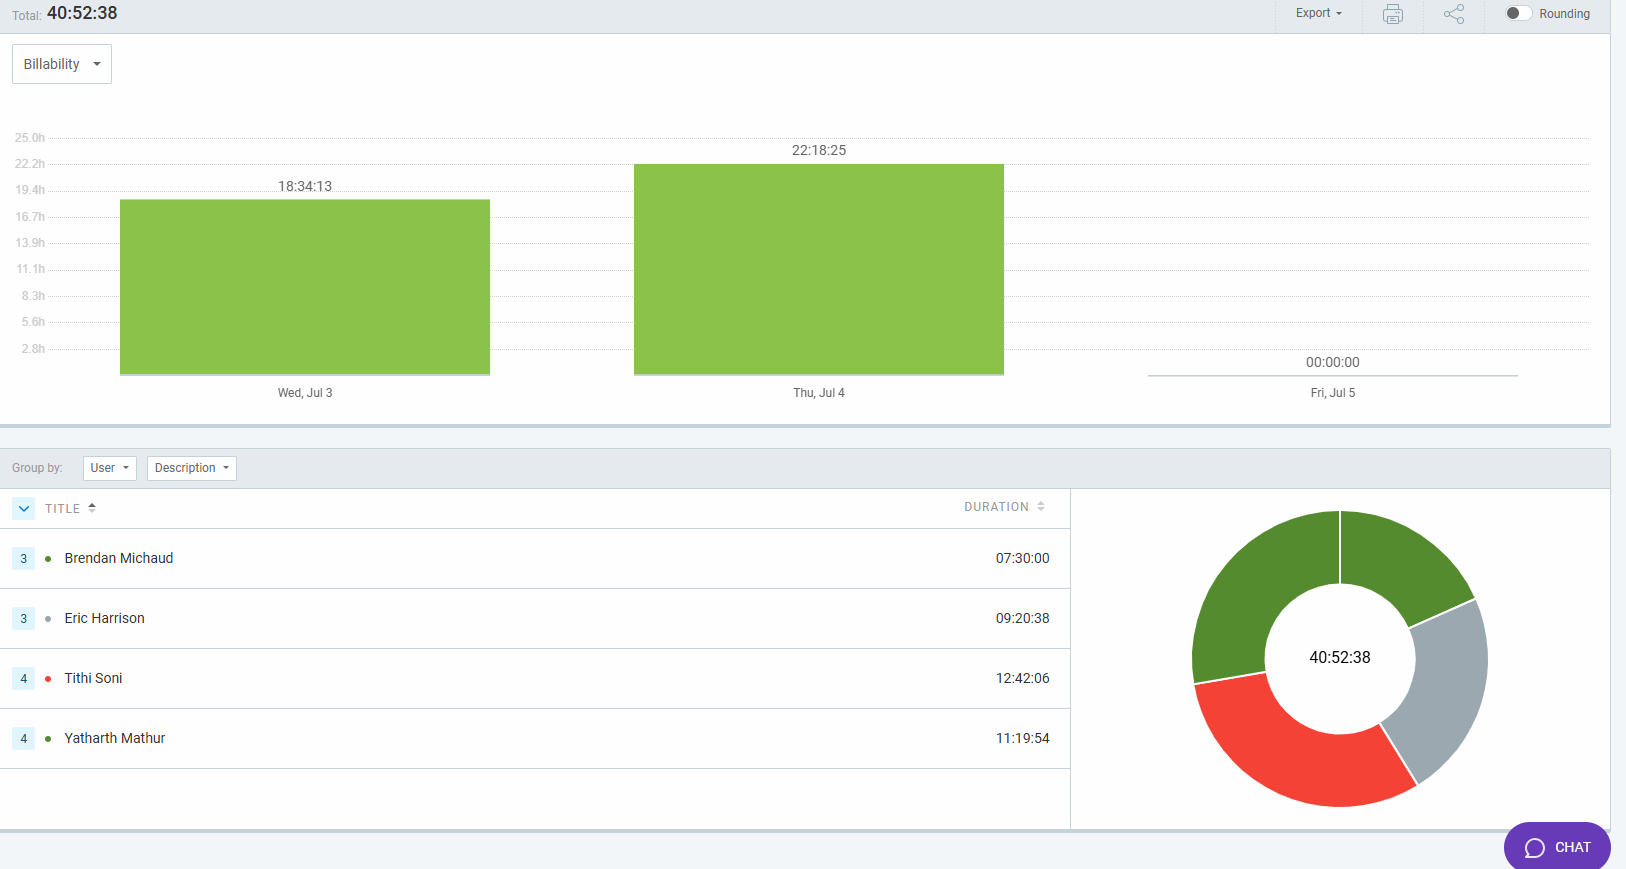 Total: 40:52:38
Export
Rounding
Billability
25.0h
22:18:25
22.2h
18:34:13
19.4h
16.7h
13.9h
11.1h
8.3h
5.6h
2.8h
00:00:00
Wed, Jul 3
Thu, Jul 4
Fri, Jul 5
Group by: User Description
TITLE DURATION
3 Brendan Michaud 07:30:00
3 Eric Harrison 09:20:38
4 Tithi Soni 12:42:06
4 Yatharth Mathur 11:19:54
40:52:38
CHAT